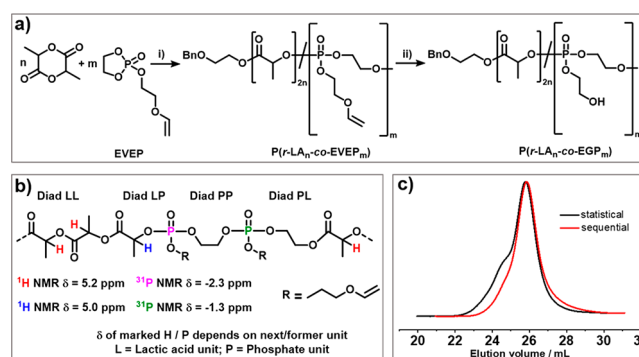 a)
n
+ m
O
O
O
O
O
O
P
O
O
O
EVEP
i)
BnO
O
O
O
2n
O
P
O
O
O
O
m
P(r-LAn-co-EVEPm)
ii)
BnO
O
O
O
2n
O
P
O
O
O
OH
m
P(r-LAn-co-EGPm)
b)
Diad LL Diad LP Diad PP Diad PL
O
H
O
O
O
H
O
O
P
O
R
O
O
P
O
R
O
O
O
H
1H NMR δ = 5.2 ppm 31P NMR δ = -2.3 ppm
1H NMR δ = 5.0 ppm 31P NMR δ = -1.3 ppm
R = O
δ of marked H / P depends on next/former unit
L = Lactic acid unit; P = Phosphate unit
c)
statistical
sequential
20 22 24 26 28 30 3
Elution volume / mL